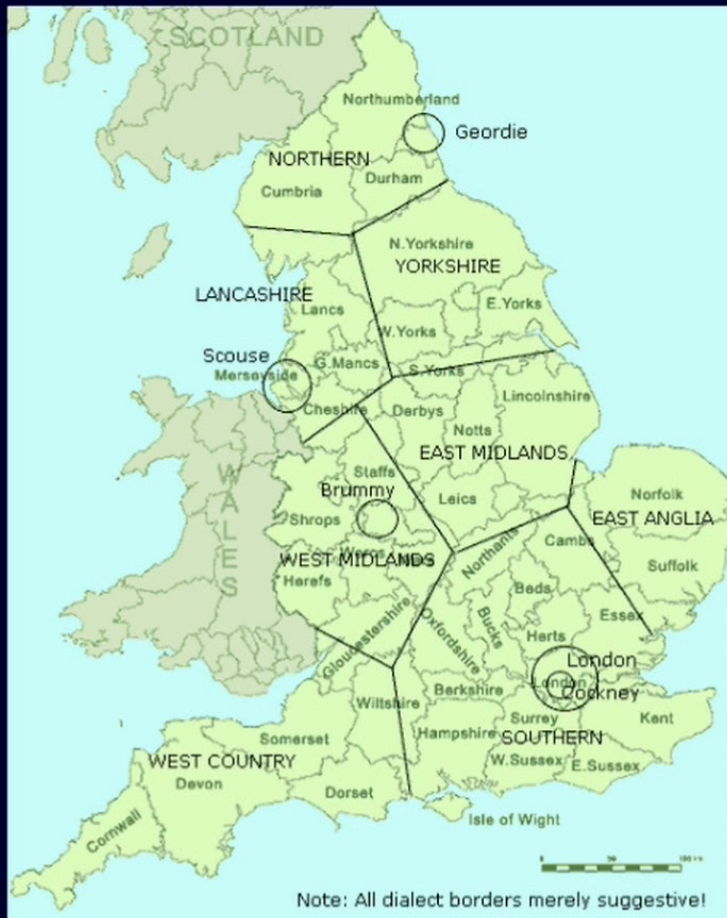 SCOTLAND
Northumberland
Geordie
NORTHERN
Durham
Cumbria
N.Yorkshire
YORKSHIRE
LANCASHIRE
E.Yorks
Lancs
W.Yorks
Scouse
G.Mancs
S.Yorks
Merseyside
Cheshire
Derbys
Lincolnshire
Notts
EAST MIDLANDS
WALES
Staffs
Brummy
Leics
Norfolk
Shrops
EAST ANGLIA
Northants
Cambs
WEST MIDLANDS
Suffolk
Herefs
Beds
Essex
Gloucestershire
Oxfordshire
Bucks
Herts
London
London
Cockney
Berkshire
Wiltshire
Surrey
Kent
Hampshire
SOUTHERN
Somerset
WEST COUNTRY
W.Sussex
E.Sussex
Devon
Dorset
Cornwall
Isle of Wight
Note: All dialect borders merely suggestive!